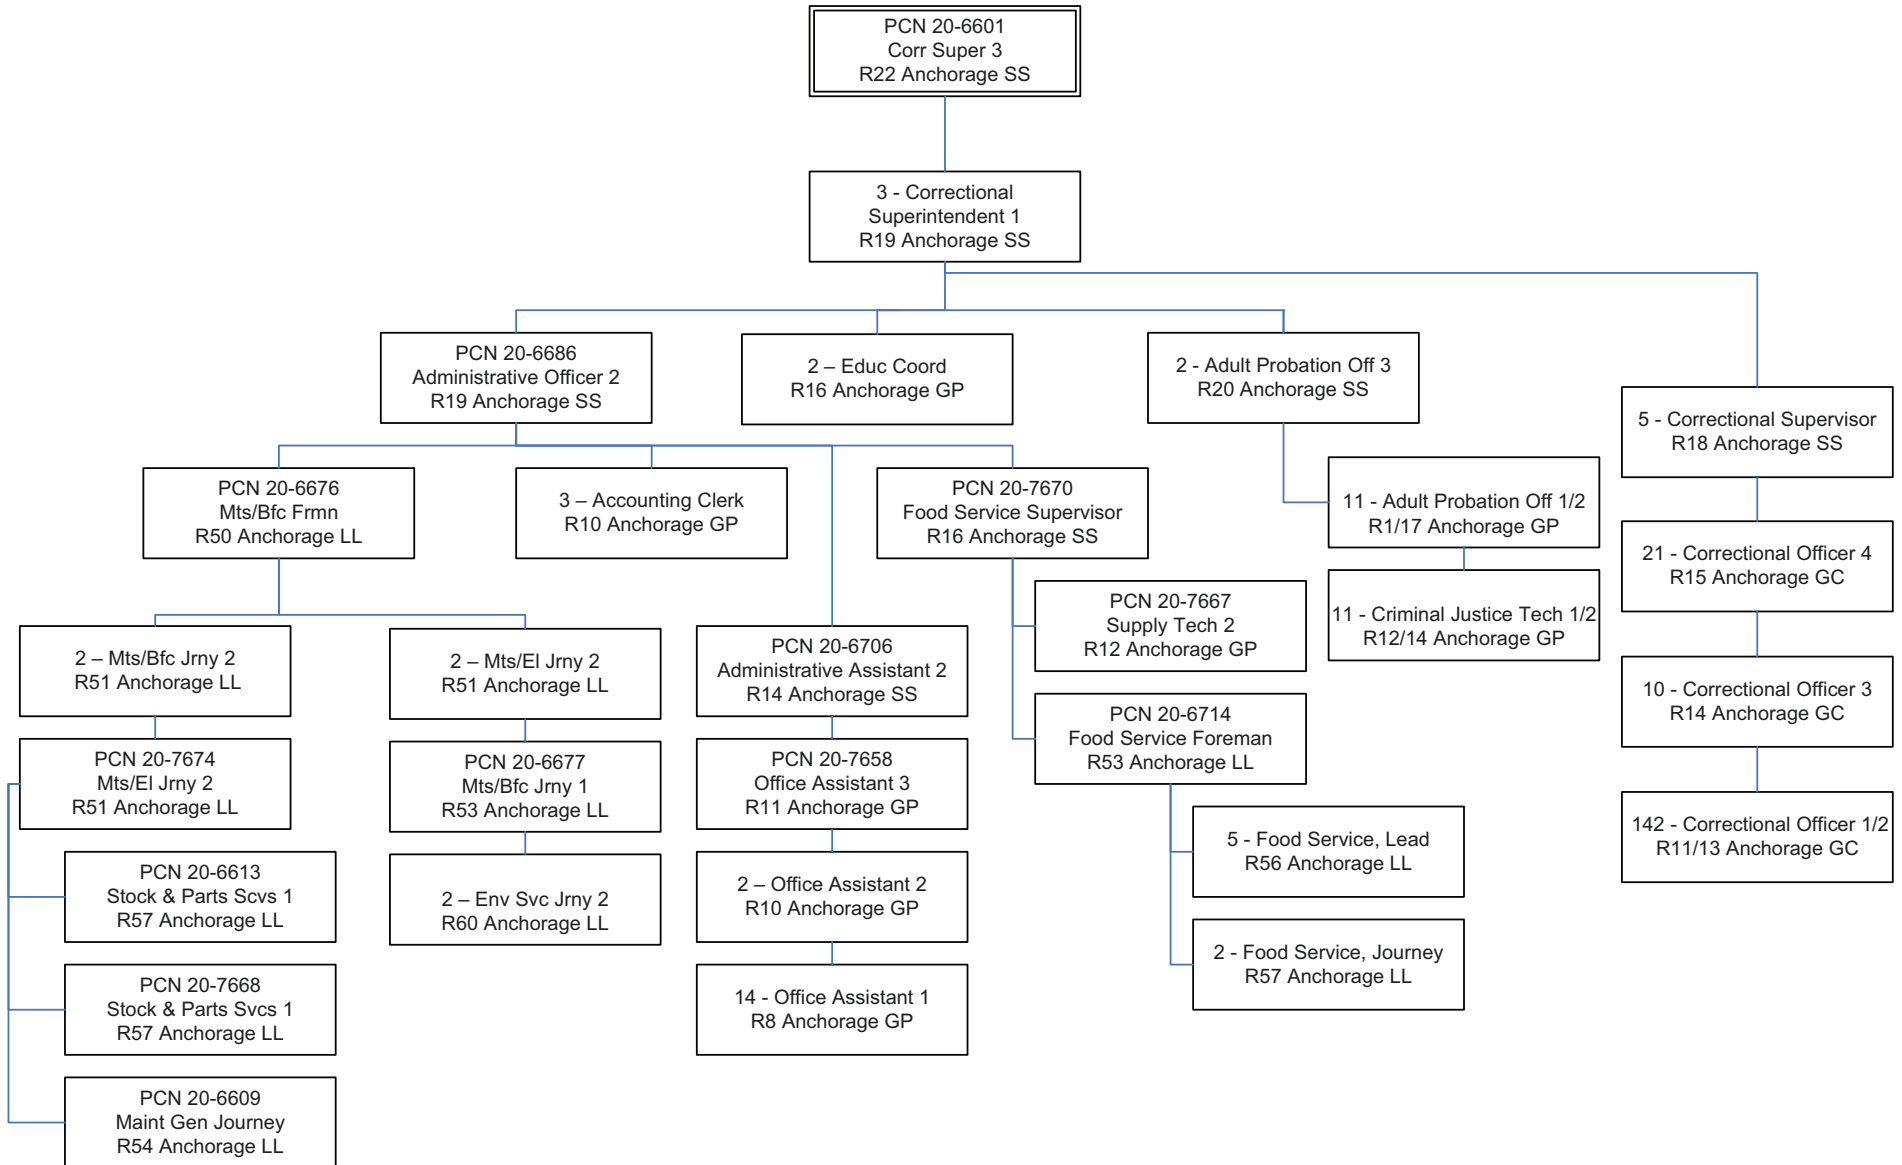 PCN 20-6601
Corr Super 3
R22 Anchorage SS
3 - Correctional
Superintendent 1
R19 Anchorage SS
PCN 20-6686
Administrative Officer 2
R19 Anchorage SS
2 – Educ Coord
R16 Anchorage GP
2 - Adult Probation Off 3
R20 Anchorage SS
5 - Correctional Supervisor
R18 Anchorage SS
PCN 20-6676
Mts/Bfc Frmn
R50 Anchorage LL
3 – Accounting Clerk
R10 Anchorage GP
PCN 20-7670
Food Service Supervisor
R16 Anchorage SS
11 - Adult Probation Off 1/2
R1/17 Anchorage GP
21 - Correctional Officer 4
R15 Anchorage GC
PCN 20-7667
Supply Tech 2
R12 Anchorage GP
11 - Criminal Justice Tech 1/2
R12/14 Anchorage GP
2 – Mts/Bfc Jrny 2
R51 Anchorage LL
2 – Mts/El Jrny 2
R51 Anchorage LL
PCN 20-6706
Administrative Assistant 2
R14 Anchorage SS
10 - Correctional Officer 3
R14 Anchorage GC
PCN 20-6714
Food Service Foreman
R53 Anchorage LL
PCN 20-7674
Mts/El Jrny 2
R51 Anchorage LL
PCN 20-6677
Mts/Bfc Jrny 1
R53 Anchorage LL
PCN 20-7658
Office Assistant 3
R11 Anchorage GP
142 - Correctional Officer 1/2
R11/13 Anchorage GC
5 - Food Service, Lead
R56 Anchorage LL
PCN 20-6613
Stock & Parts Scvs 1
R57 Anchorage LL
2 – Env Svc Jrny 2
R60 Anchorage LL
2 – Office Assistant 2
R10 Anchorage GP
2 - Food Service, Journey
R57 Anchorage LL
PCN 20-7668
Stock & Parts Svcs 1
R57 Anchorage LL
14 - Office Assistant 1
R8 Anchorage GP
PCN 20-6609
Maint Gen Journey
R54 Anchorage LL